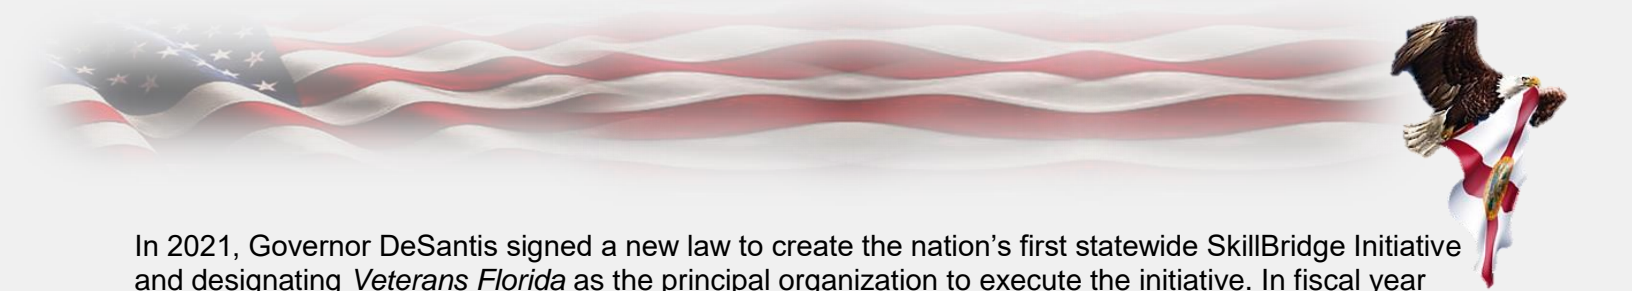 In 2021, Governor DeSantis signed a new law to create the nation’s first statewide SkillBridge Initiative
and designating Veterans Florida as the principal organization to execute the initiative. In fiscal year